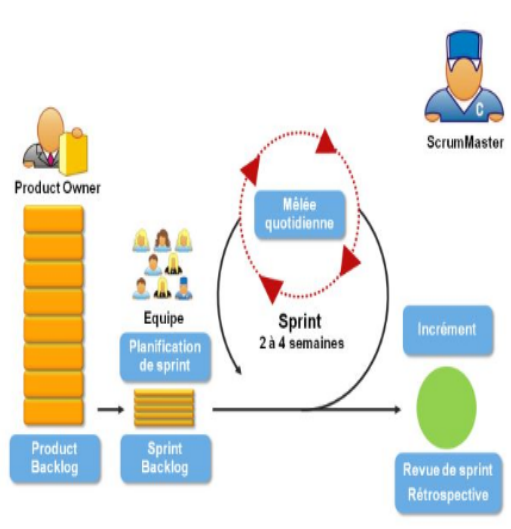 C
ScrumMaster
Product Owner
Mêlée
quotidienne
Equipe
Sprint
2 à 4 semaines
Planification
de sprint
Incrément
Product
Backlog
Sprint
Backlog
Revue de sprint
Rétrospective